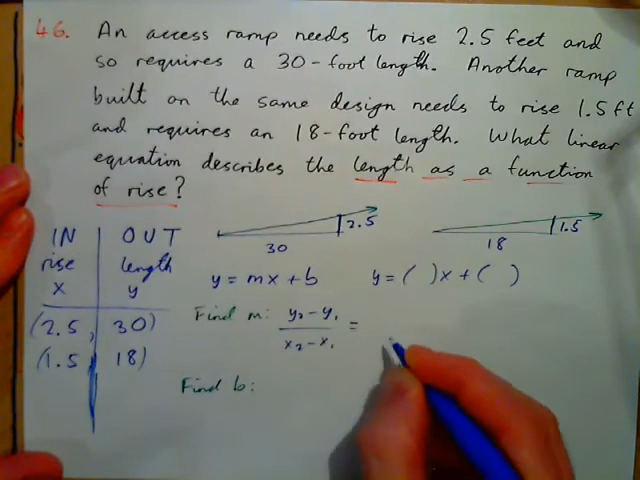 46. An access ramp needs to rise 2.5 feet and
so requires a 30-foot length. Another ramp
built on the same design needs to rise 1.5 ft
and requires an 18-foot length. What linear
equation describes the length as a function
of rise?
IN OUT
rise length
x y
(2.5, 30)
(1.5, 18)
2.5
30
1.5
18
y = mx + b
y = ( )x + ( )
Find m: y₂ - y₁ / x₂ - x₁ =
Find b: